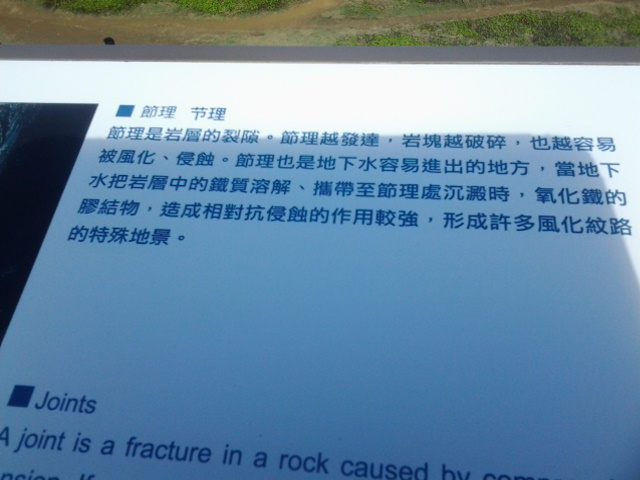 ■ 節理 节理
節理是岩層的裂隙。節理越發達，岩塊越破碎，也越容易
被風化、侵蝕。節理也是地下水容易進出的地方，當地下
水把岩層中的鐵質溶解、攜帶至節理處沉澱時，氧化鐵的
膠結物，造成相對抗侵蝕的作用較強，形成許多風化紋路
的特殊地景。
■ Joints
A joint is a fracture in a rock caused by